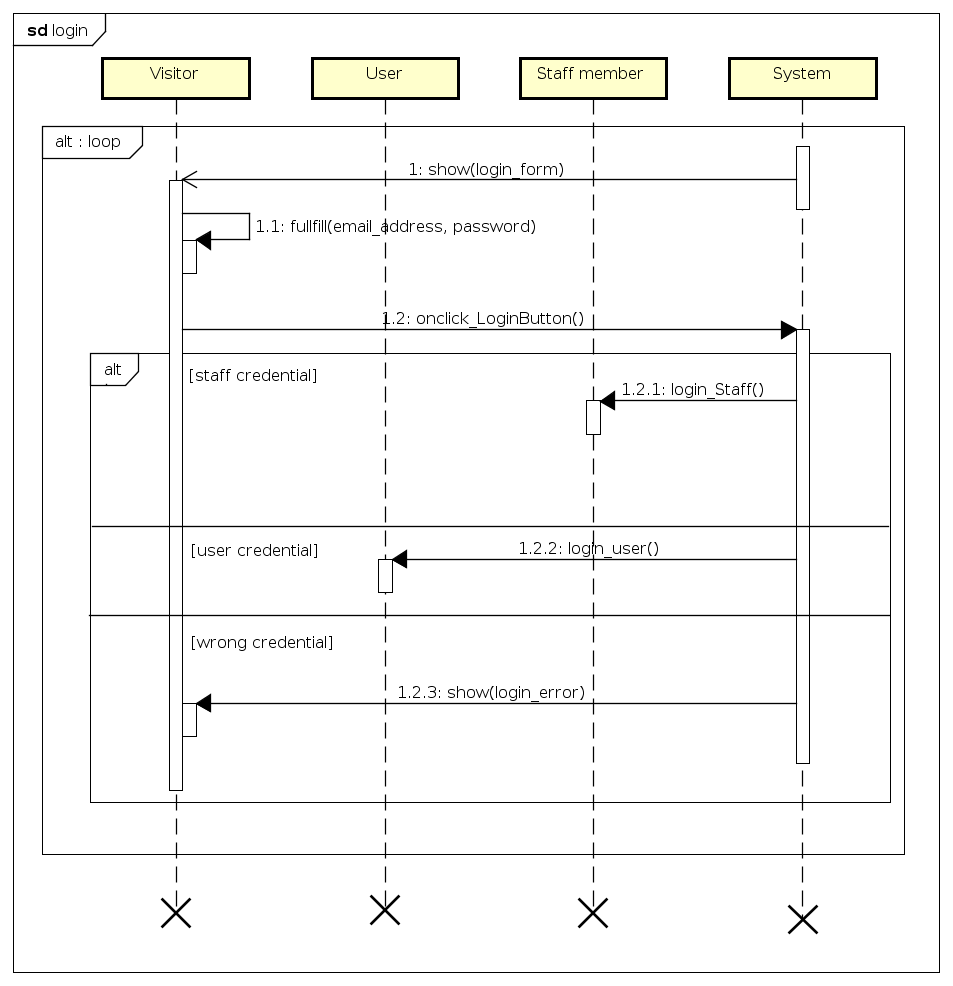 sd login
Visitor
User
Staff member
System
alt : loop
1: show(login_form)
1.1: fullfill(email_address, password)
1.2: onclick_LoginButton()
alt
[staff credential]
1.2.1: login_Staff()
[user credential]
1.2.2: login_user()
[wrong credential]
1.2.3: show(login_error)